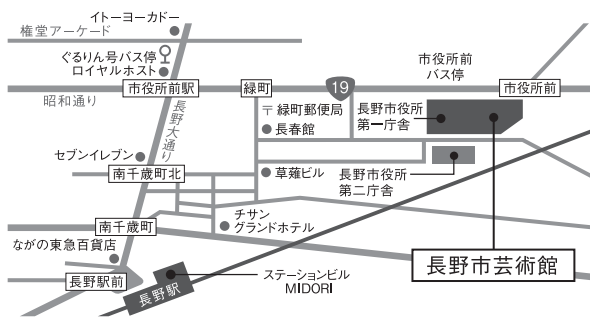 イトーヨーカドー
権堂アーケード
ぐるりん号バス停
ロイヤルホスト
市役所前
バス停
19
市役所前駅
緑町
市役所前
昭和通り
長野大通り
〒緑町郵便局
長野市役所
第一庁舎
長春館
セブンイレブン
南千歳町北
草薙ビル
長野市役所
第二庁舎
南千歳町
チサン
グランドホテル
ながの東急百貨店
長野市芸術館
長野駅前
長野駅
ステーションビル
MIDORI